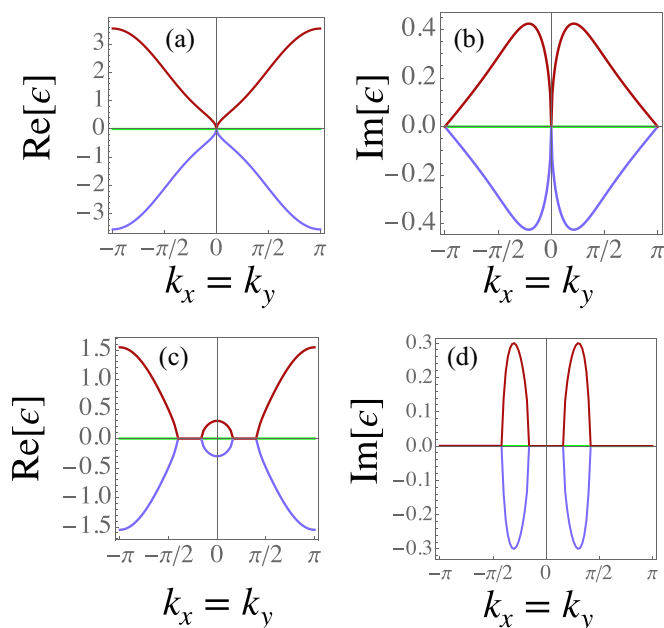 (a)
Re[ϵ]
3
2
1
0
−1
−2
−3
−π −π/2 0 π/2 π
k_x = k_y
(b)
Im[ϵ]
0.4
0.2
0.0
−0.2
−0.4
−π −π/2 0 π/2 π
k_x = k_y
(c)
Re[ϵ]
1.5
1.0
0.5
0.0
−0.5
−1.0
−1.5
−π −π/2 0 π/2 π
k_x = k_y
(d)
Im[ϵ]
0.3
0.2
0.1
0.0
−0.1
−0.2
−0.3
−π −π/2 0 π/2 π
k_x = k_y